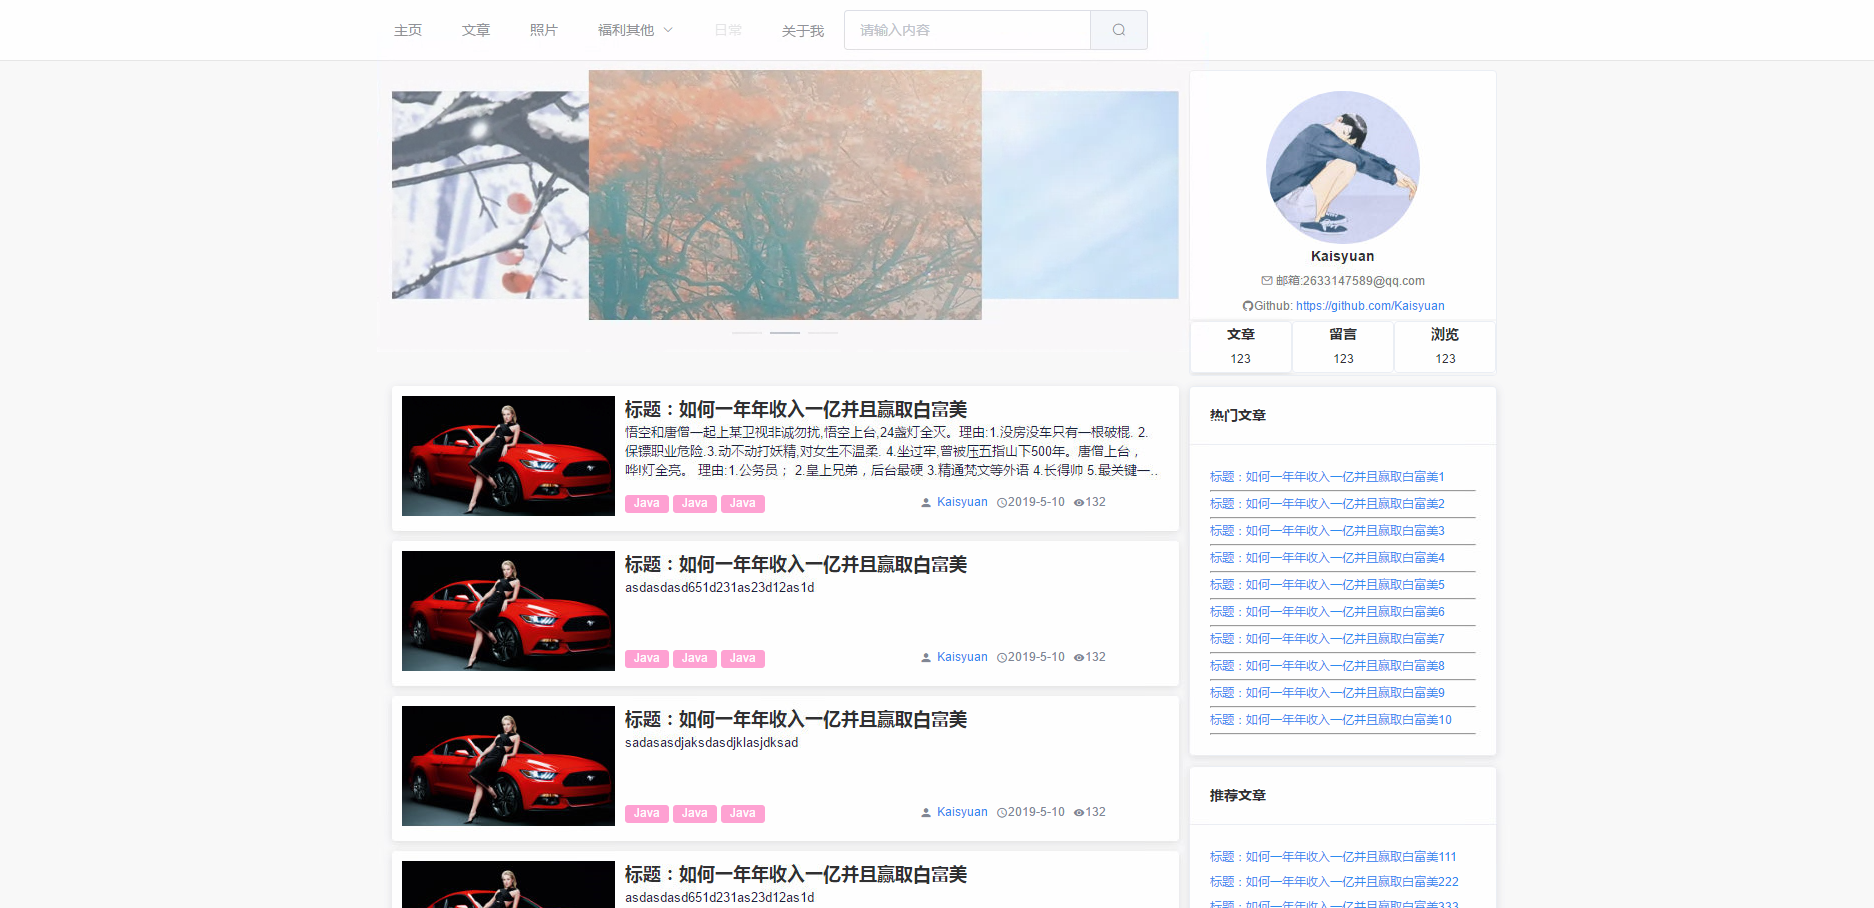 主页 文章 照片 福利其他 日常 关于我 请输入内容
Kaisyuan
邮箱:2633147589@qq.com
Github: https://github.com/Kaisyuan
文章 留言 浏览
123 123 123
标题：如何一年年收入一亿并且赢取白富美
悟空和唐僧一起上某卫视非诚勿扰,悟空上台,24盏灯全灭。理由:1.没房没车只有一根破棍. 2.
保镖职业危险.3.动不动打妖精,对女生不温柔. 4.坐过牢,曾被压五指山下500年。唐僧上台，
哗!灯全亮。 理由:1.公务员； 2.皇上兄弟，后台最硬 3.精通梵文等外语 4.长得帅 5.最关键一..
Java Java Java Kaisyuan 2019-5-10 132
标题：如何一年年收入一亿并且赢取白富美
asdasdasd651d231as23d12as1d
Java Java Java Kaisyuan 2019-5-10 132
标题：如何一年年收入一亿并且赢取白富美
sadasasdjaksdasdjklasjdksad
Java Java Java Kaisyuan 2019-5-10 132
标题：如何一年年收入一亿并且赢取白富美
asdasdasd651d231as23d12as1d
热门文章
标题：如何一年年收入一亿并且赢取白富美1
标题：如何一年年收入一亿并且赢取白富美2
标题：如何一年年收入一亿并且赢取白富美3
标题：如何一年年收入一亿并且赢取白富美4
标题：如何一年年收入一亿并且赢取白富美5
标题：如何一年年收入一亿并且赢取白富美6
标题：如何一年年收入一亿并且赢取白富美7
标题：如何一年年收入一亿并且赢取白富美8
标题：如何一年年收入一亿并且赢取白富美9
标题：如何一年年收入一亿并且赢取白富美10
推荐文章
标题：如何一年年收入一亿并且赢取白富美111
标题：如何一年年收入一亿并且赢取白富美222
标题：如何一年年收入一亿并且赢取白富美333